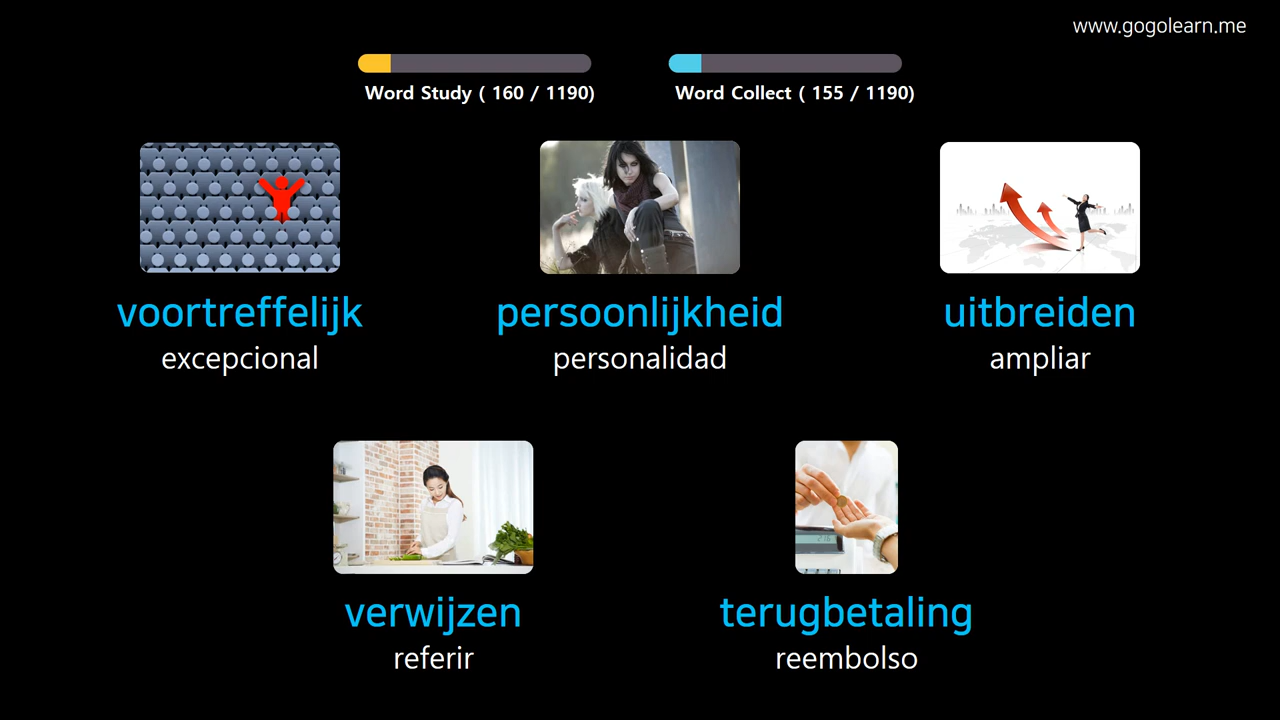 www.gogolearn.me
Word Study ( 160 / 1190)
Word Collect ( 155 / 1190)
voortreffelijk
excepcional
persoonlijkheid
personalidad
uitbreiden
ampliar
verwijzen
referir
terugbetaling
reembolso